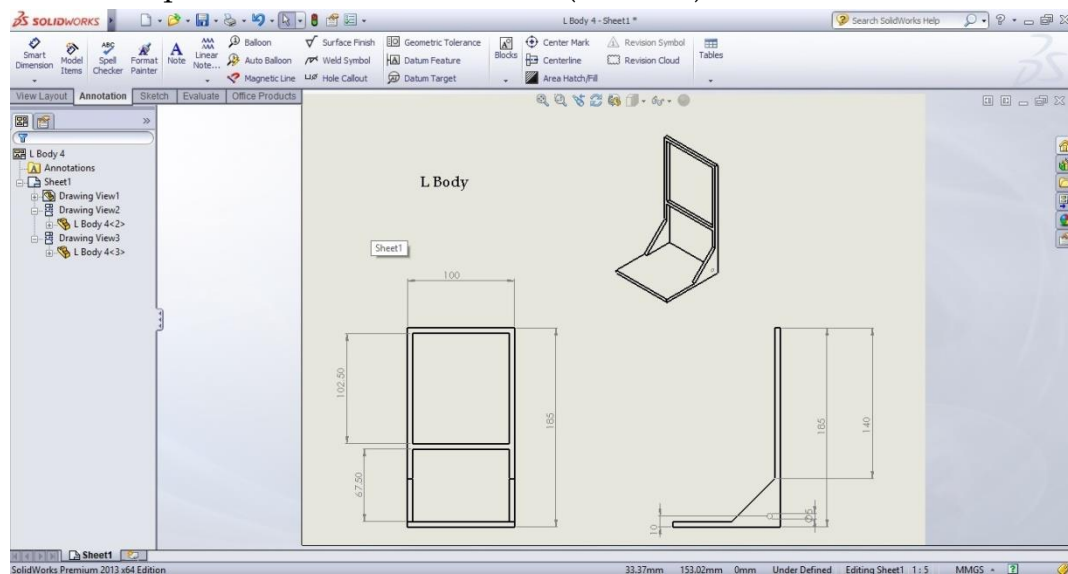 SOLIDWORKS
L Body 4 - Sheet1 *
Search SolidWorks Help
Smart Dimension
Model Items
Spell Checker
Format Painter
Note
Linear Note...
Balloon
Auto Balloon
Magnetic Line
Surface Finish
Weld Symbol
Hole Callout
Geometric Tolerance
Datum Feature
Datum Target
Blocks
Center Mark
Centerline
Area Hatch/Fill
Revision Symbol
Revision Cloud
Tables
View Layout
Annotation
Sketch
Evaluate
Office Products
L Body 4
Annotations
Sheet1
Drawing View1
Drawing View2
L Body 4<2>
Drawing View3
L Body 4<3>
L Body
Sheet1
100
102.50
185
67.50
185
140
10
Sheet1
SolidWorks Premium 2013 x64 Edition
33.37mm 153.02mm 0mm Under Defined Editing Sheet1 1 : 5 MMGS